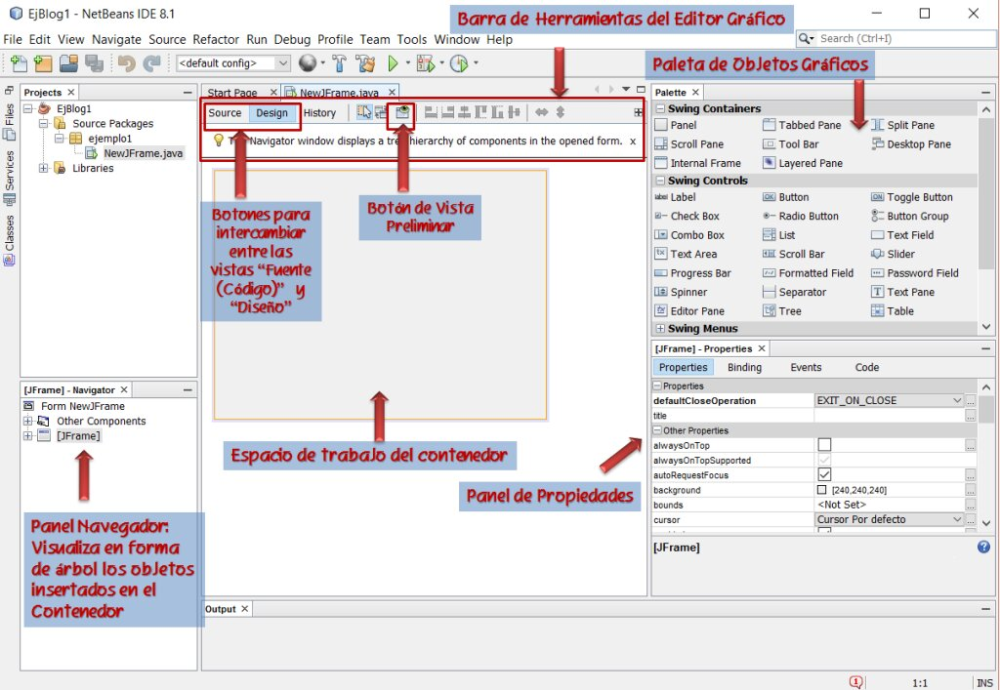 EjBlog1 - NetBeans IDE 8.1
Barra de Herramientas del Editor Gráfico
File Edit View Navigate Source Refactor Run Debug Profile Team Tools Window Help
Search (Ctrl+I)
<default config>
Paleta de Objetos Gráficos
Files
Services
Classes
Projects
EjBlog1
Source Packages
ejemplo1
NewJFrame.java
Libraries
Start Page
NewJFrame.java
Source Design History
Navigator window displays a tree hierarchy of components in the opened form. x
Botones para
intercambiar
entre las
vistas “Fuente
(Código)” y
“Diseño”
Botón de Vista
Preliminar
Espacio de trabajo del contenedor
Panel de Propiedades
Palette
Swing Containers
Panel Tabbed Pane Split Pane
Scroll Pane Tool Bar Desktop Pane
Internal Frame Layered Pane
Swing Controls
Label Button Toggle Button
Check Box Radio Button Button Group
Combo Box List Text Field
Text Area Scroll Bar Slider
Progress Bar Formatted Field Password Field
Spinner Separator Text Pane
Editor Pane Tree Table
Swing Menus
[JFrame] - Properties
Properties Binding Events Code
Properties
defaultCloseOperation EXIT_ON_CLOSE
title
Other Properties
alwaysOnTop
alwaysOnTopSupported
autoRequestFocus
background [240,240,240]
bounds <Not Set>
cursor Cursor Por defecto
[JFrame]
[JFrame] - Navigator
Form NewJFrame
Other Components
[JFrame]
Panel Navegador:
Visualiza en forma
de árbol los objetos
insertados en el
Contenedor
Output
1:1 INS